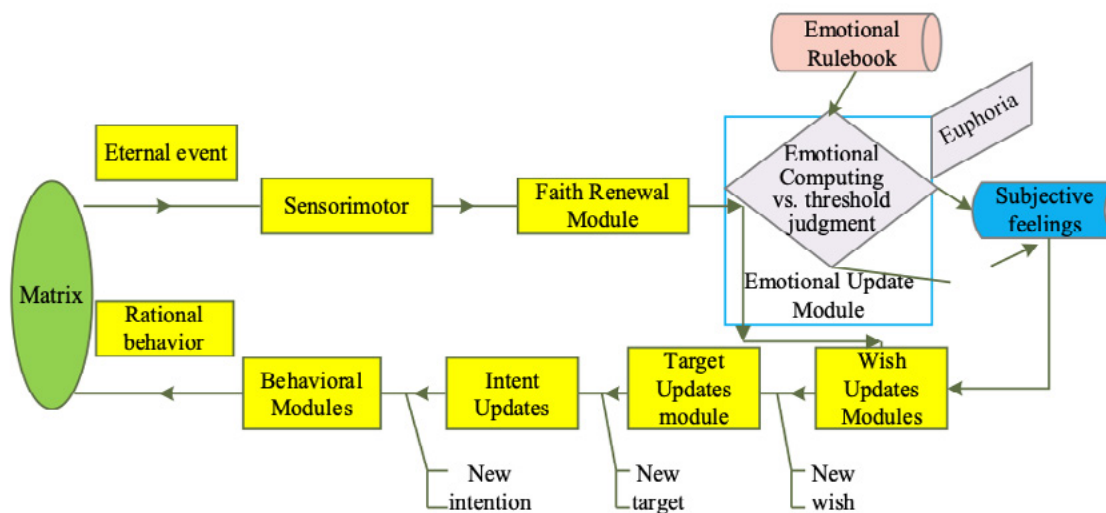 Emotional
Rulebook
Euphoria
Eternal event
Emotional
Computing
vs. threshold
judgment
Sensorimotor
Faith Renewal
Module
Subjective
feelings
Matrix
Emotional Update
Module
Rational
behavior
Behavioral
Modules
Intent
Updates
Target
Updates
module
Wish
Updates
Modules
New
intention
New
target
New
wish